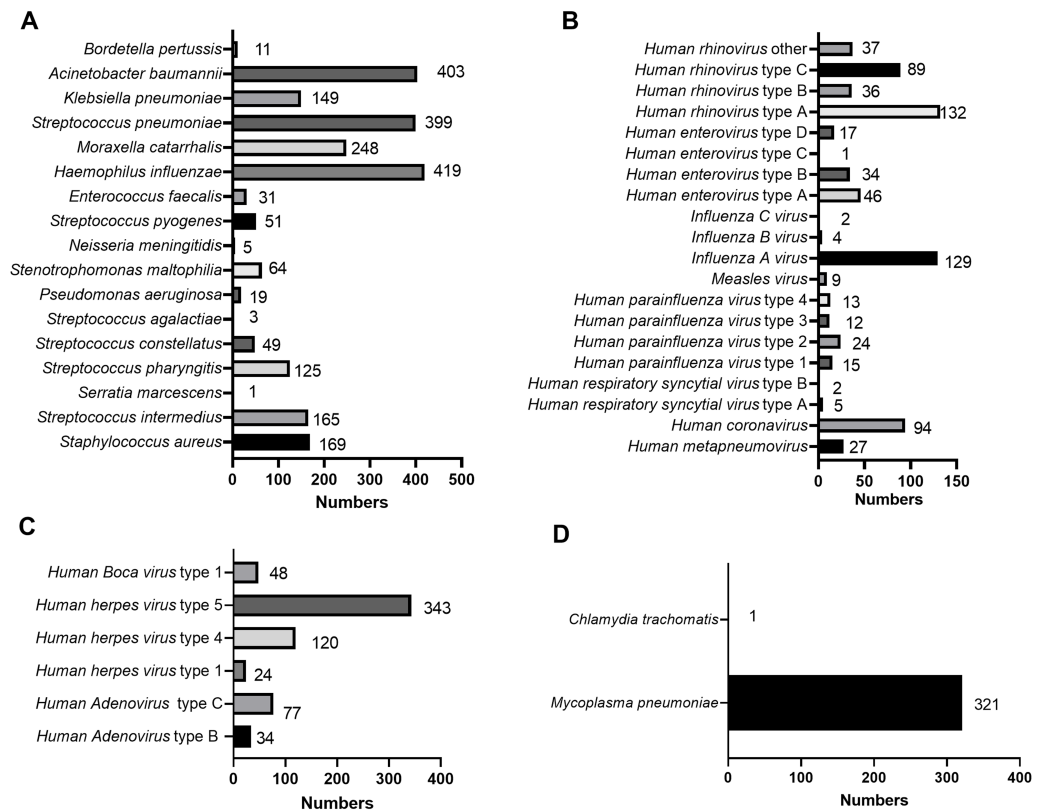 A
Bordetella pertussis 11
Acinetobacter baumannii 403
Klebsiella pneumoniae 149
Streptococcus pneumoniae 399
Moraxella catarrhalis 248
Haemophilus influenzae 419
Enterococcus faecalis 31
Streptococcus pyogenes 51
Neisseria meningitidis 5
Stenotrophomonas maltophilia 64
Pseudomonas aeruginosa 19
Streptococcus agalactiae 3
Streptococcus constellatus 49
Streptococcus pharyngitis 125
Serratia marcescens 1
Streptococcus intermedius 165
Staphylococcus aureus 169
0 100 200 300 400 500
Numbers
B
Human rhinovirus other 37
Human rhinovirus type C 89
Human rhinovirus type B 36
Human rhinovirus type A 132
Human enterovirus type D 17
Human enterovirus type C 1
Human enterovirus type B 34
Human enterovirus type A 46
Influenza C virus 2
Influenza B virus 4
Influenza A virus 129
Measles virus 9
Human parainfluenza virus type 4 13
Human parainfluenza virus type 3 12
Human parainfluenza virus type 2 24
Human parainfluenza virus type 1 15
Human respiratory syncytial virus type B 2
Human respiratory syncytial virus type A 5
Human coronavirus 94
Human metapneumovirus 27
0 50 100 150
Numbers
C
Human Boca virus type 1 48
Human herpes virus type 5 343
Human herpes virus type 4 120
Human herpes virus type 1 24
Human Adenovirus type C 77
Human Adenovirus type B 34
0 100 200 300 400
Numbers
D
Chlamydia trachomatis 1
Mycoplasma pneumoniae 321
0 100 200 300 400
Numbers